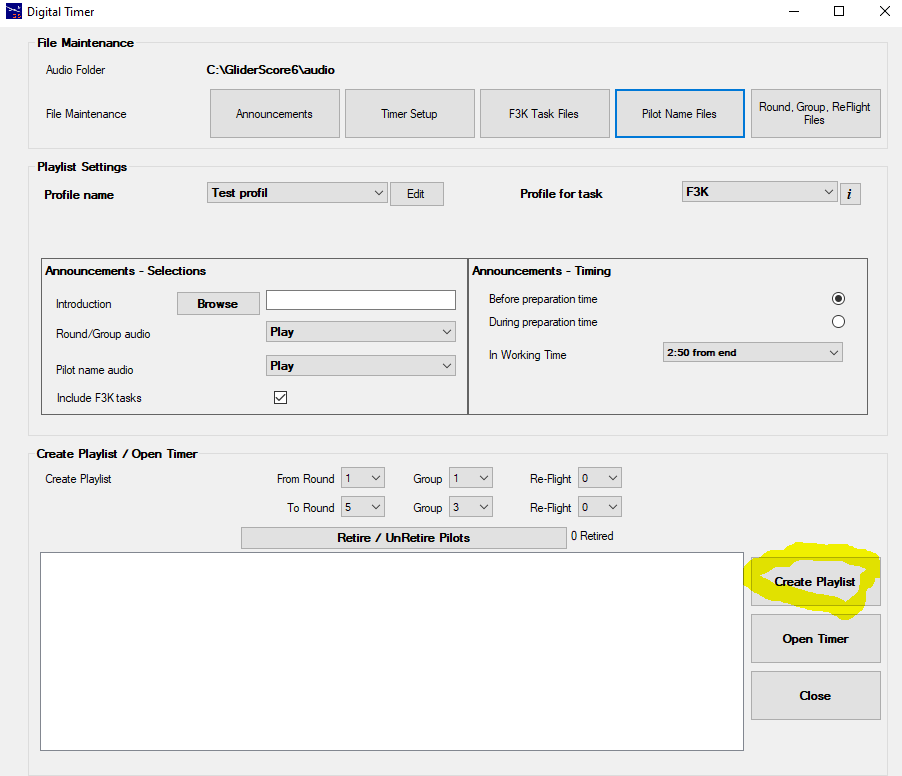 Digital Timer
File Maintenance
Audio Folder C:\GliderScore6\audio
File Maintenance Announcements Timer Setup F3K Task Files Pilot Name Files Round, Group, ReFlight Files
Playlist Settings
Profile name Test profil Edit Profile for task F3K i
Announcements - Selections
Introduction Browse
Round/Group audio Play
Pilot name audio Play
Include F3K tasks
Announcements - Timing
Before preparation time
During preparation time
In Working Time 2:50 from end
Create Playlist / Open Timer
Create Playlist From Round 1 Group 1 Re-Flight 0
To Round 5 Group 3 Re-Flight 0
Retire / UnRetire Pilots 0 Retired
Create Playlist
Open Timer
Close